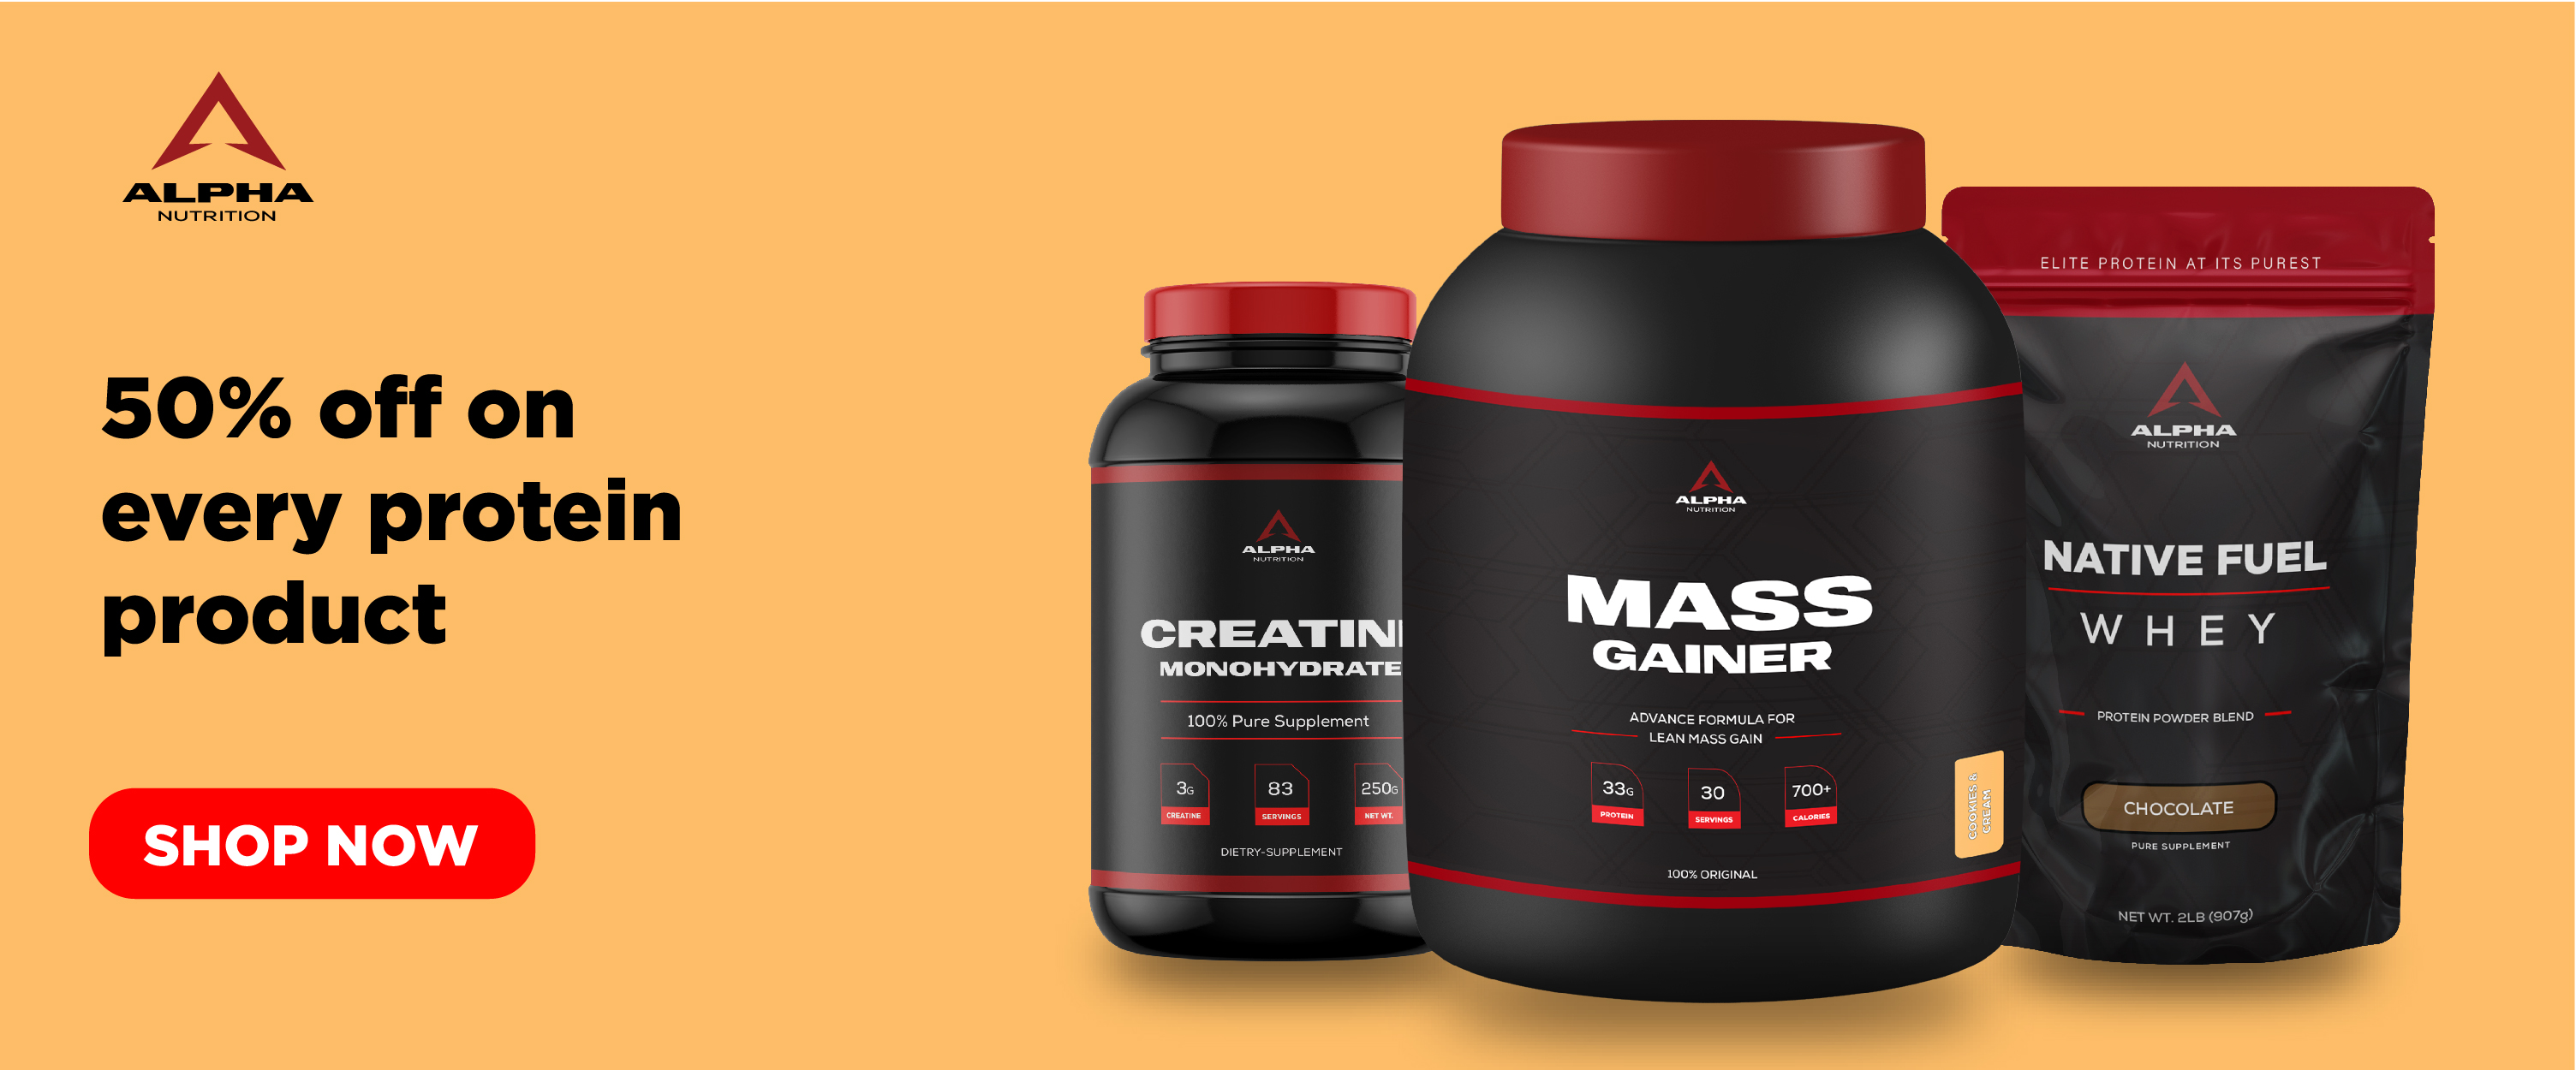 ALPHA
NUTRITION
50% off on
every protein
product
SHOP NOW
ALPHA
NUTRITION
CREATIN
MONOHYDRATE
100% Pure Supplement
3G
CREATINE
83
SERVINGS
250G
NET WT.
DIETRY-SUPPLEMENT
ALPHA
NUTRITION
MASS
GAINER
ADVANCE FORMULA FOR
LEAN MASS GAIN
33G
PROTEIN
30
SERVINGS
700+
CALORIES
100% ORIGINAL
COOKIES &
CREAM
ELITE PROTEIN AT ITS PUREST
ALPHA
NUTRITION
NATIVE FUEL
WHEY
PROTEIN POWDER BLEND
CHOCOLATE
PURE SUPPLEMENT
NET WT. 2LB (907g)